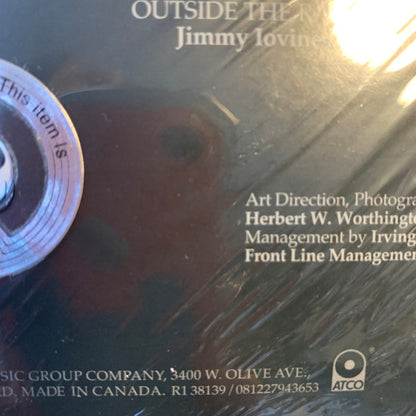 OUTSIDE THE
Jimmy Iovine
This item is
Art Direction, Photogra
Herbert W. Worthingto
Management by Irving
Front Line Management
SIC GROUP COMPANY, 3400 W. OLIVE AVE.,
D. MADE IN CANADA. R1 38139 / 081227943653
ATCO